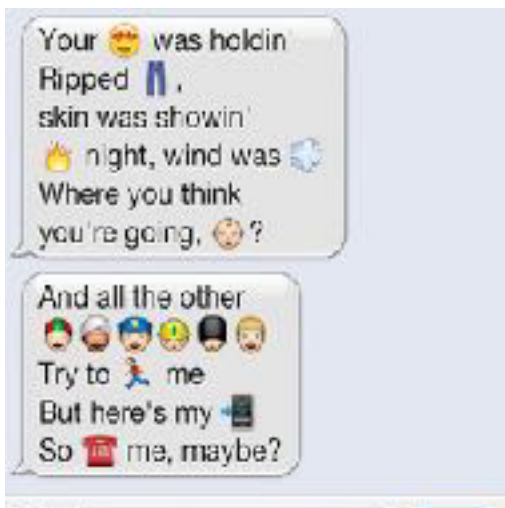 Your 😍 was holdin
Ripped 👖,
skin was showin'
🔥 night, wind was 💨
Where you think
you're going, 👶?
And all the other
👲👳👮👷💂👨
Try to 🏃 me
But here's my 📲
So ☎️ me, maybe?